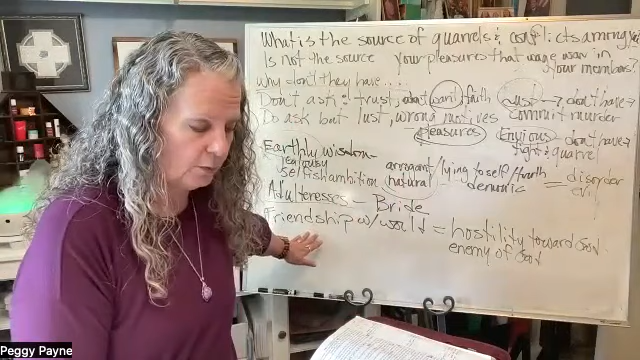 What is the source of quarrels & conflicts among
Is not the source your pleasures that wage war in your members?
Why don't they have...
Don't ask & trust, want faith Lust → don't have →
Do ask but lust, wrong motives commit murder
pleasures Envious don't have →
fight & quarrel
Earthly wisdom -
jealousy arrogant/lying to self/truth = disorder
selfish ambition natural demonic evil
Adulteresses - Bride
Friendship w/ world = hostility toward God
enemy of God
Peggy Payne